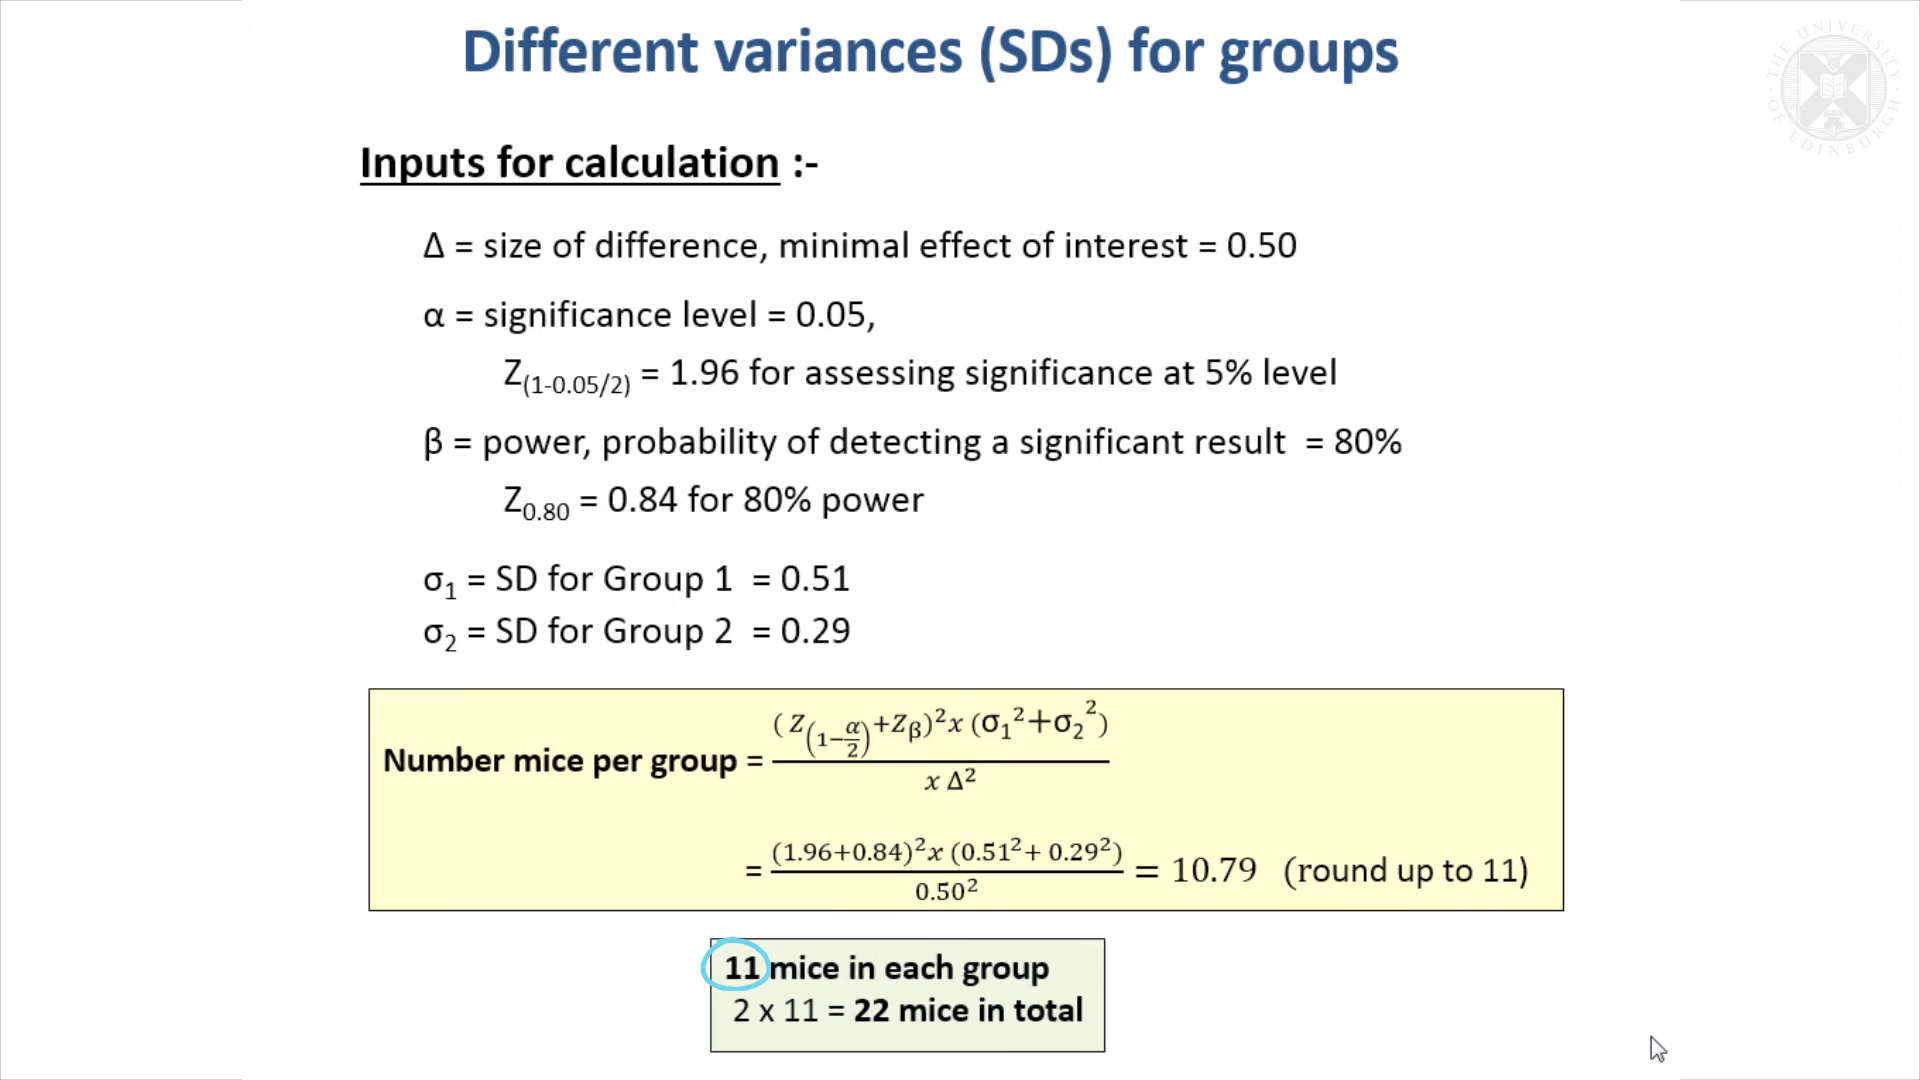 Different variances (SDs) for groups
THE UNIVERSITY OF EDINBURGH
Inputs for calculation :-
Δ = size of difference, minimal effect of interest = 0.50
α = significance level = 0.05,
Z(1-0.05/2) = 1.96 for assessing significance at 5% level
β = power, probability of detecting a significant result = 80%
Z0.80 = 0.84 for 80% power
σ1 = SD for Group 1 = 0.51
σ2 = SD for Group 2 = 0.29
Number mice per group = ( Z(1−α/2)+Zβ)²x (σ1²+σ2²) / x Δ²
= (1.96+0.84)²x (0.51²+ 0.29²) / 0.50² = 10.79 (round up to 11)
11 mice in each group
2 x 11 = 22 mice in total